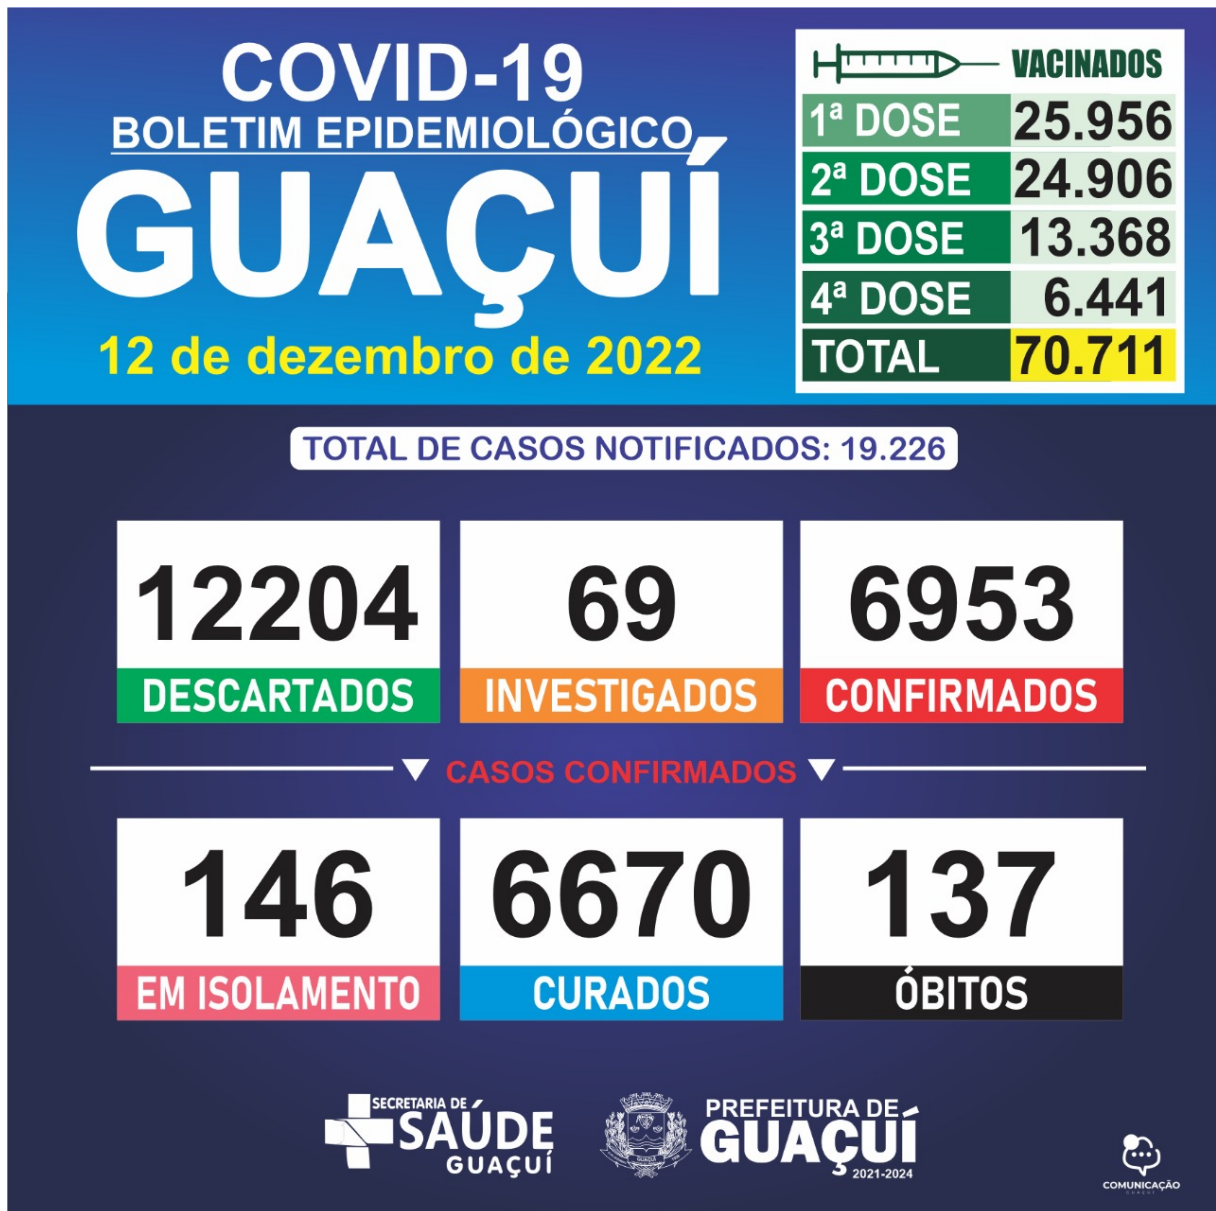 COVID-19
BOLETIM EPIDEMIOLÓGICO
GUAÇUÍ
12 de dezembro de 2022
VACINADOS
1ª DOSE 25.956
2ª DOSE 24.906
3ª DOSE 13.368
4ª DOSE 6.441
TOTAL 70.711
TOTAL DE CASOS NOTIFICADOS: 19.226
12204
DESCARTADOS
69
INVESTIGADOS
6953
CONFIRMADOS
CASOS CONFIRMADOS
146
EM ISOLAMENTO
6670
CURADOS
137
ÓBITOS
SECRETARIA DE
SAÚDE
GUAÇUÍ
PREFEITURA DE
GUAÇUÍ
2021-2024
COMUNICAÇÃO
GUAÇUÍ